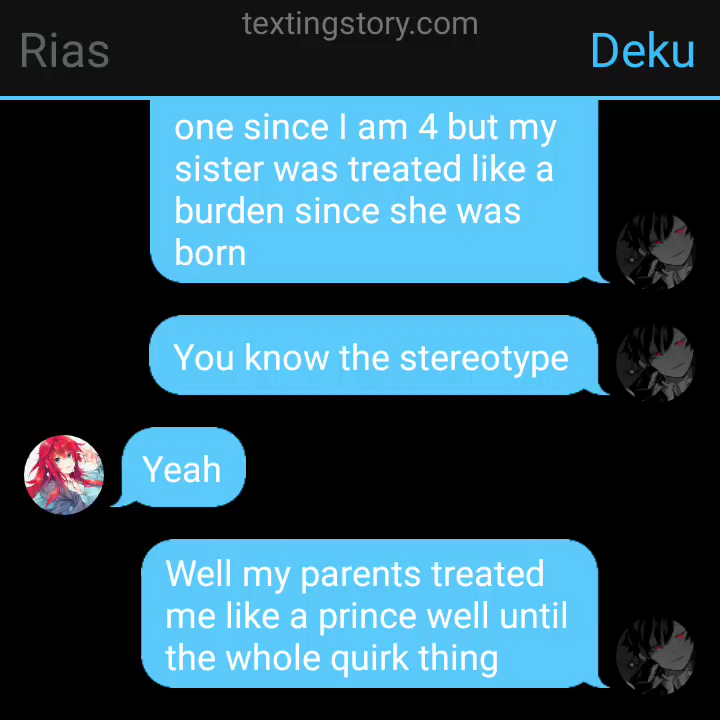 textingstory.com
Rias
Deku
one since I am 4 but my
sister was treated like a
burden since she was
born
You know the stereotype
Yeah
Well my parents treated
me like a prince well until
the whole quirk thing